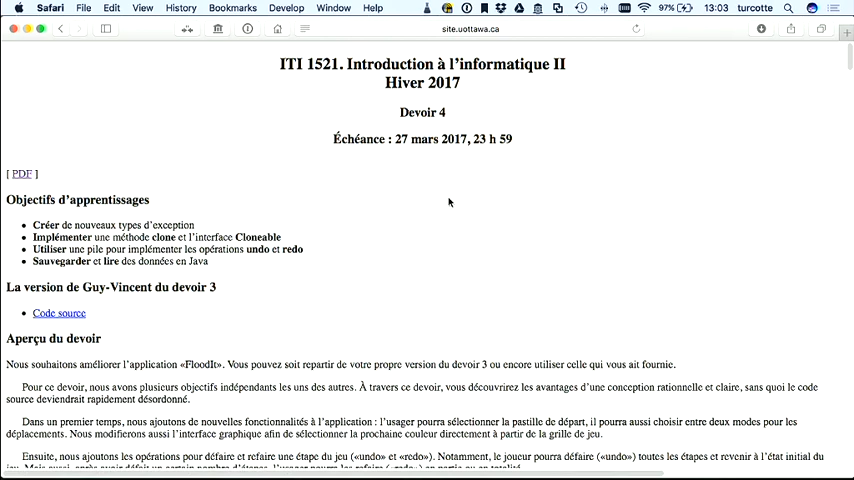 Safari File Edit View History Bookmarks Develop Window Help 97% 13:03 turcotte
site.uottawa.ca
ITI 1521. Introduction à l’informatique II
Hiver 2017
Devoir 4
Échéance : 27 mars 2017, 23 h 59
[ PDF ]
Objectifs d’apprentissages
• Créer de nouveaux types d’exception
• Implémenter une méthode clone et l’interface Cloneable
• Utiliser une pile pour implémenter les opérations undo et redo
• Sauvegarder et lire des données en Java
La version de Guy-Vincent du devoir 3
• Code source
Aperçu du devoir
Nous souhaitons améliorer l’application «FloodIt». Vous pouvez soit repartir de votre propre version du devoir 3 ou encore utiliser celle qui vous ait fournie.
Pour ce devoir, nous avons plusieurs objectifs indépendants les uns des autres. À travers ce devoir, vous découvrirez les avantages d’une conception rationnelle et claire, sans quoi le code
source deviendrait rapidement désordonné.
Dans un premier temps, nous ajoutons de nouvelles fonctionnalités à l’application : l’usager pourra sélectionner la pastille de départ, il pourra aussi choisir entre deux modes pour les
déplacements. Nous modifierons aussi l’interface graphique afin de sélectionner la prochaine couleur directement à partir de la grille de jeu.
Ensuite, nous ajoutons les opérations pour défaire et refaire une étape du jeu («undo» et «redo»). Notamment, le joueur pourra défaire («undo») toutes les étapes et revenir à l’état initial du
jeu. Mais aussi, après avoir défait un certain nombre d’étapes, l’usager pourra les refaire («redo») en partie ou en totalité.